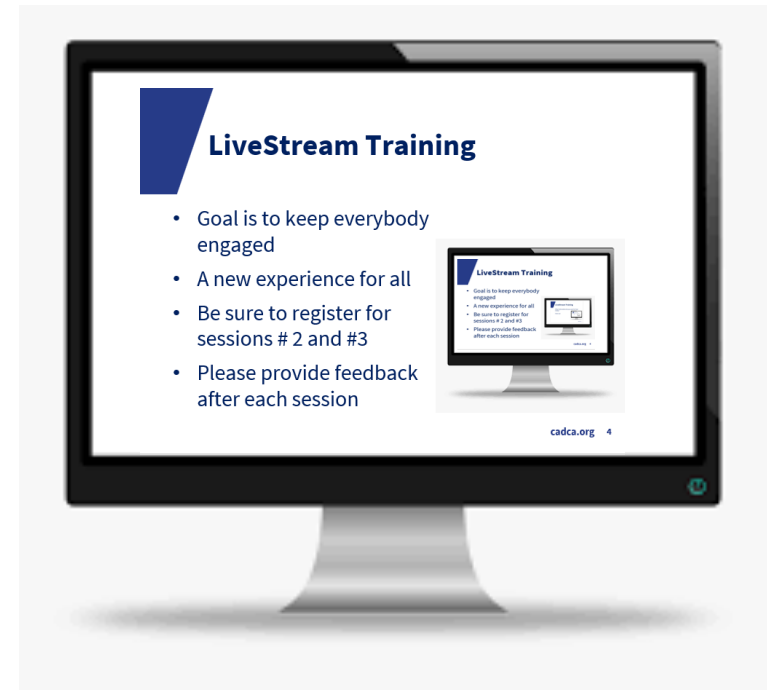 LiveStream Training
• Goal is to keep everybody
engaged
• A new experience for all
• Be sure to register for
sessions # 2 and #3
• Please provide feedback
after each session
LiveStream Training
• Goal is to keep everybody
engaged
• A new experience for all
• Be sure to register for
sessions # 2 and #3
• Please provide feedback
after each session
cadca.org
cadca.org 4